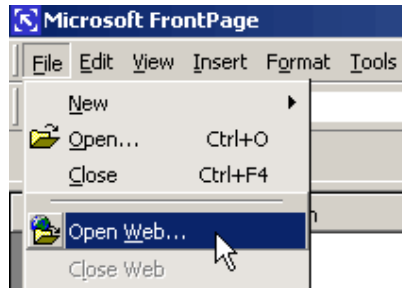 Microsoft FrontPage
File Edit View Insert Format Tools
New
Open... Ctrl+O
Close Ctrl+F4
Open Web...
Close Web